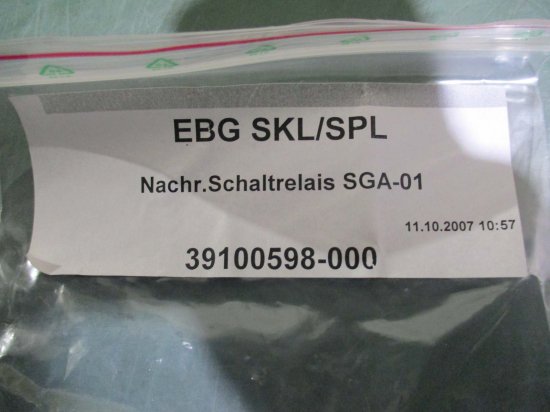 EBG SKL/SPL
Nachr.Schaltrelais SGA-01
11.10.2007 10:57
39100598-000